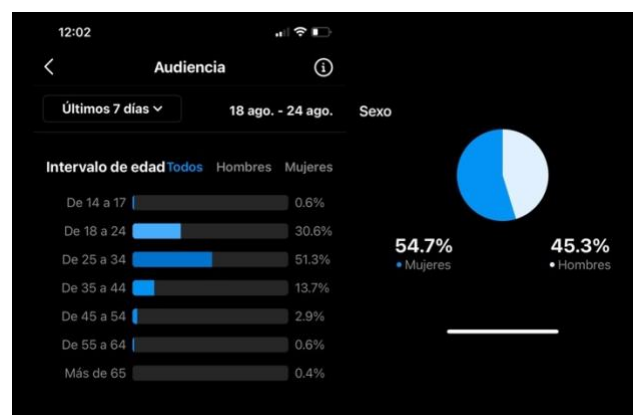 12:02
Audiencia
Últimos 7 días
18 ago. - 24 ago.
Intervalo de edad Todos Hombres Mujeres
De 14 a 17 0.6%
De 18 a 24 30.6%
De 25 a 34 51.3%
De 35 a 44 13.7%
De 45 a 54 2.9%
De 55 a 64 0.6%
Más de 65 0.4%
Sexo
54.7% 45.3%
Mujeres Hombres